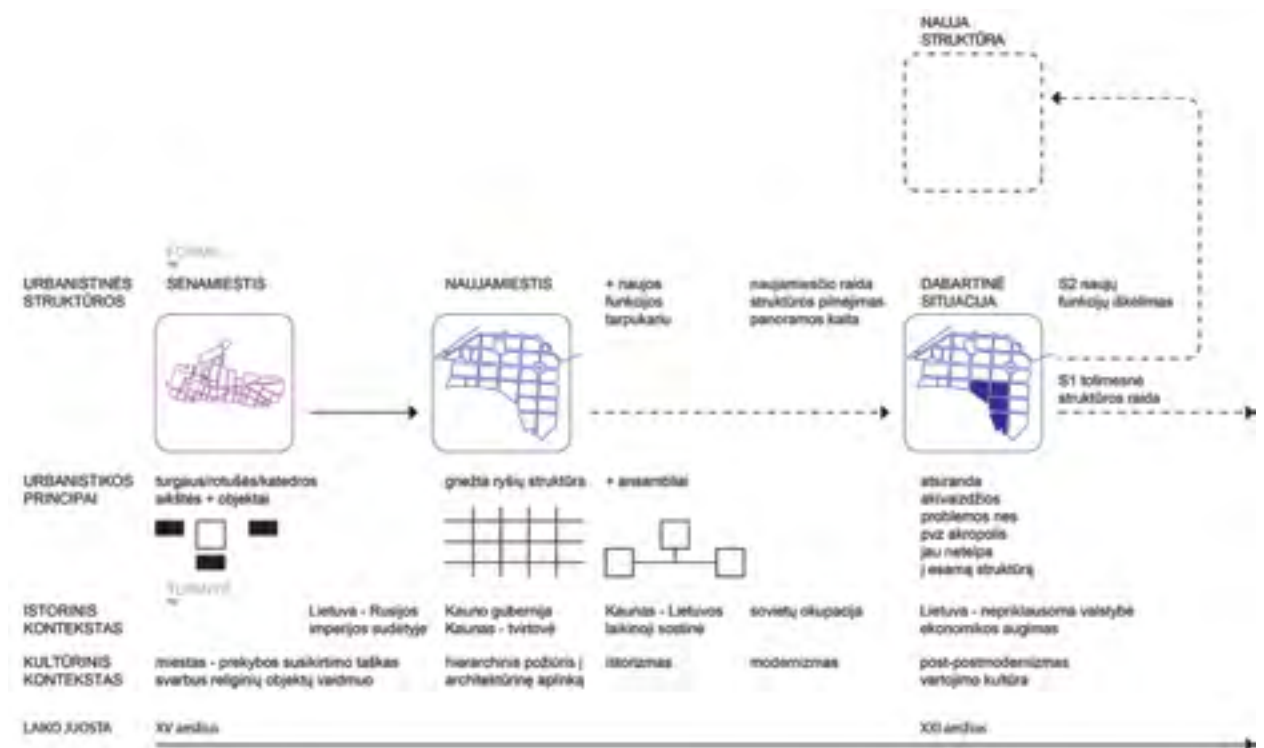 NAUJA
STRUKTŪRA
FORMA
URBANISTINĖS
STRUKTŪROS
SENAMIESTIS
NAUJAMIESTIS
+ naujos
funkcijos
tarpukariu
naujamiesčio raida
struktūros pilnėjimas
panoramos kaita
DABARTINĖ
SITUACIJA
S2 naujų
funkcijų iškėlimas
S1 tolimesnė
struktūros raida
URBANISTIKOS
PRINCIPAI
turgaus/rotušės/katedros
aikštės + objektai
griežta ryšių struktūra
+ ansambliai
atsiranda
akivaizdžios
problemos nes
pvz akropolis
jau netelpa
į esamą struktūrą
TURINYS
ISTORINIS
KONTEKSTAS
Lietuva - Rusijos
imperijos sudėtyje
Kauno gubernija
Kaunas - tvirtovė
Kaunas - Lietuvos
laikinoji sostinė
sovietų okupacija
Lietuva - nepriklausoma valstybė
ekonomikos augimas
KULTŪRINIS
KONTEKSTAS
miestas - prekybos susikirtimo taškas
svarbus religinių objektų vaidmuo
hierarchinis požiūris į
architektūrinę aplinką
istorizmas
modernizmas
post-postmodernizmas
vartojimo kultūra
LAIKO JUOSTA
XV amžius
XXI amžius